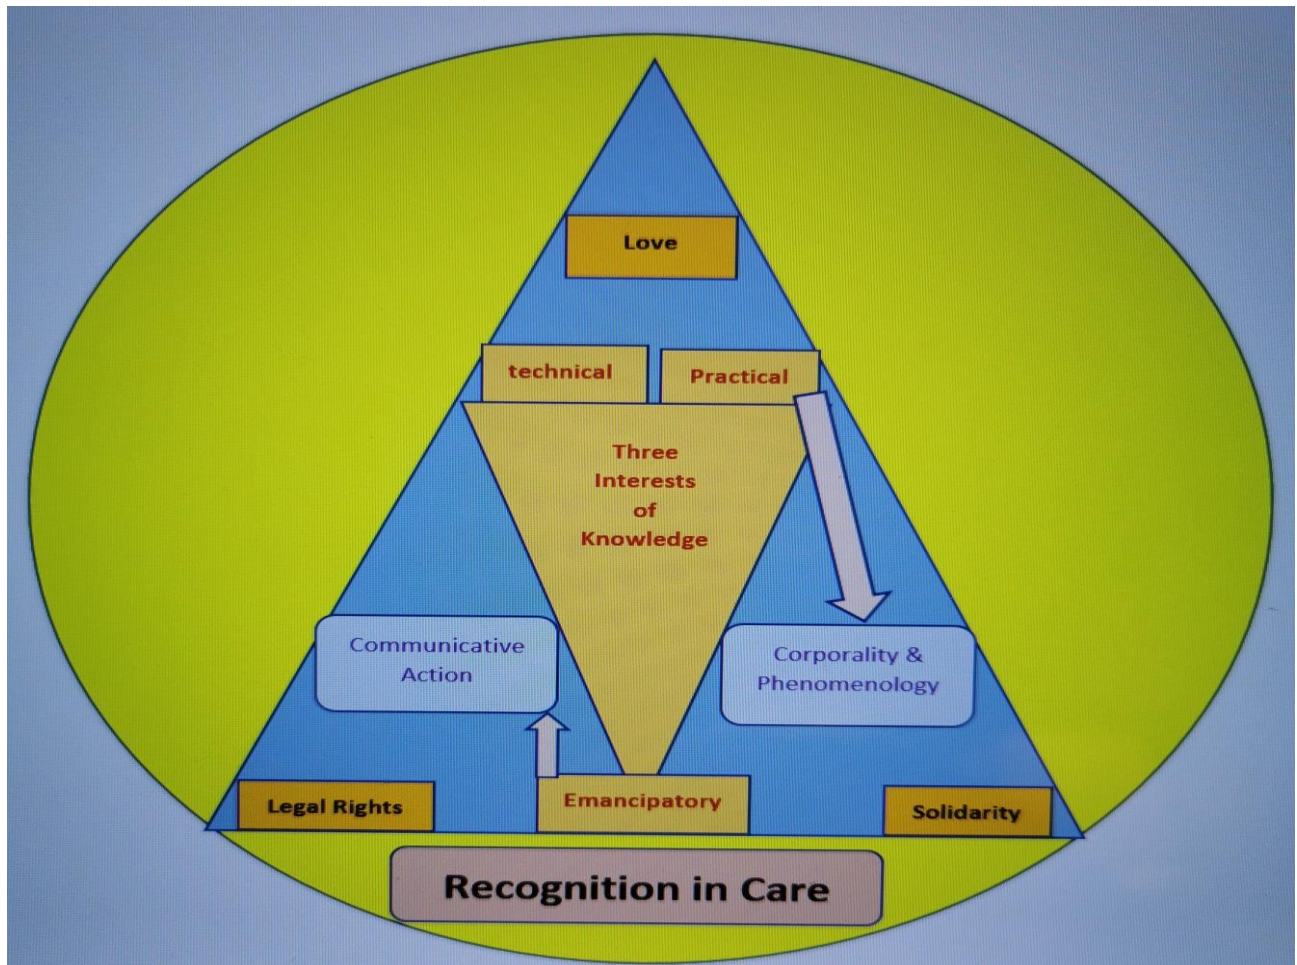 Love
technical
Practical
Three
Interests
of
Knowledge
Communicative
Action
Corporality &
Phenomenology
Legal Rights
Emancipatory
Solidarity
Recognition in Care